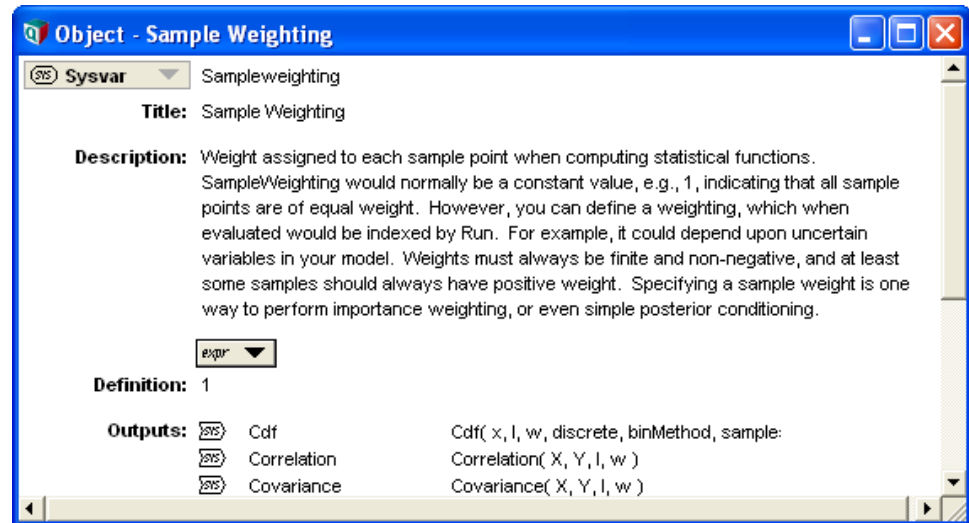 Object - Sample Weighting
sys Sysvar Sampleweighting
Title: Sample Weighting
Description: Weight assigned to each sample point when computing statistical functions.
SampleWeighting would normally be a constant value, e.g., 1, indicating that all sample
points are of equal weight. However, you can define a weighting, which when
evaluated would be indexed by Run. For example, it could depend upon uncertain
variables in your model. Weights must always be finite and non-negative, and at least
some samples should always have positive weight. Specifying a sample weight is one
way to perform importance weighting, or even simple posterior conditioning.
expr
Definition: 1
Outputs: sys Cdf Cdf( x, I, w, discrete, binMethod, sample:
sys Correlation Correlation( X, Y, I, w )
sys Covariance Covariance( X, Y, I, w )